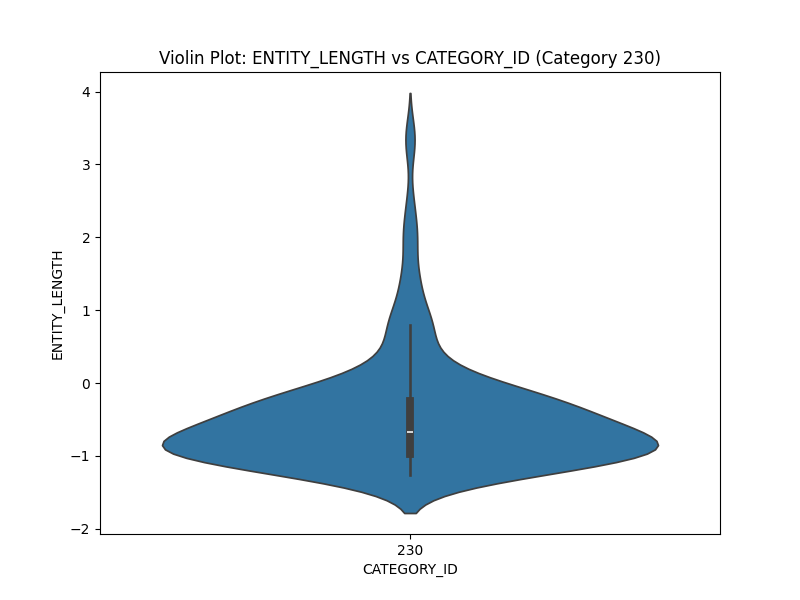 Violin Plot: ENTITY_LENGTH vs CATEGORY_ID (Category 230)
4
3
2
1
0
−1
−2
ENTITY_LENGTH
230
CATEGORY_ID